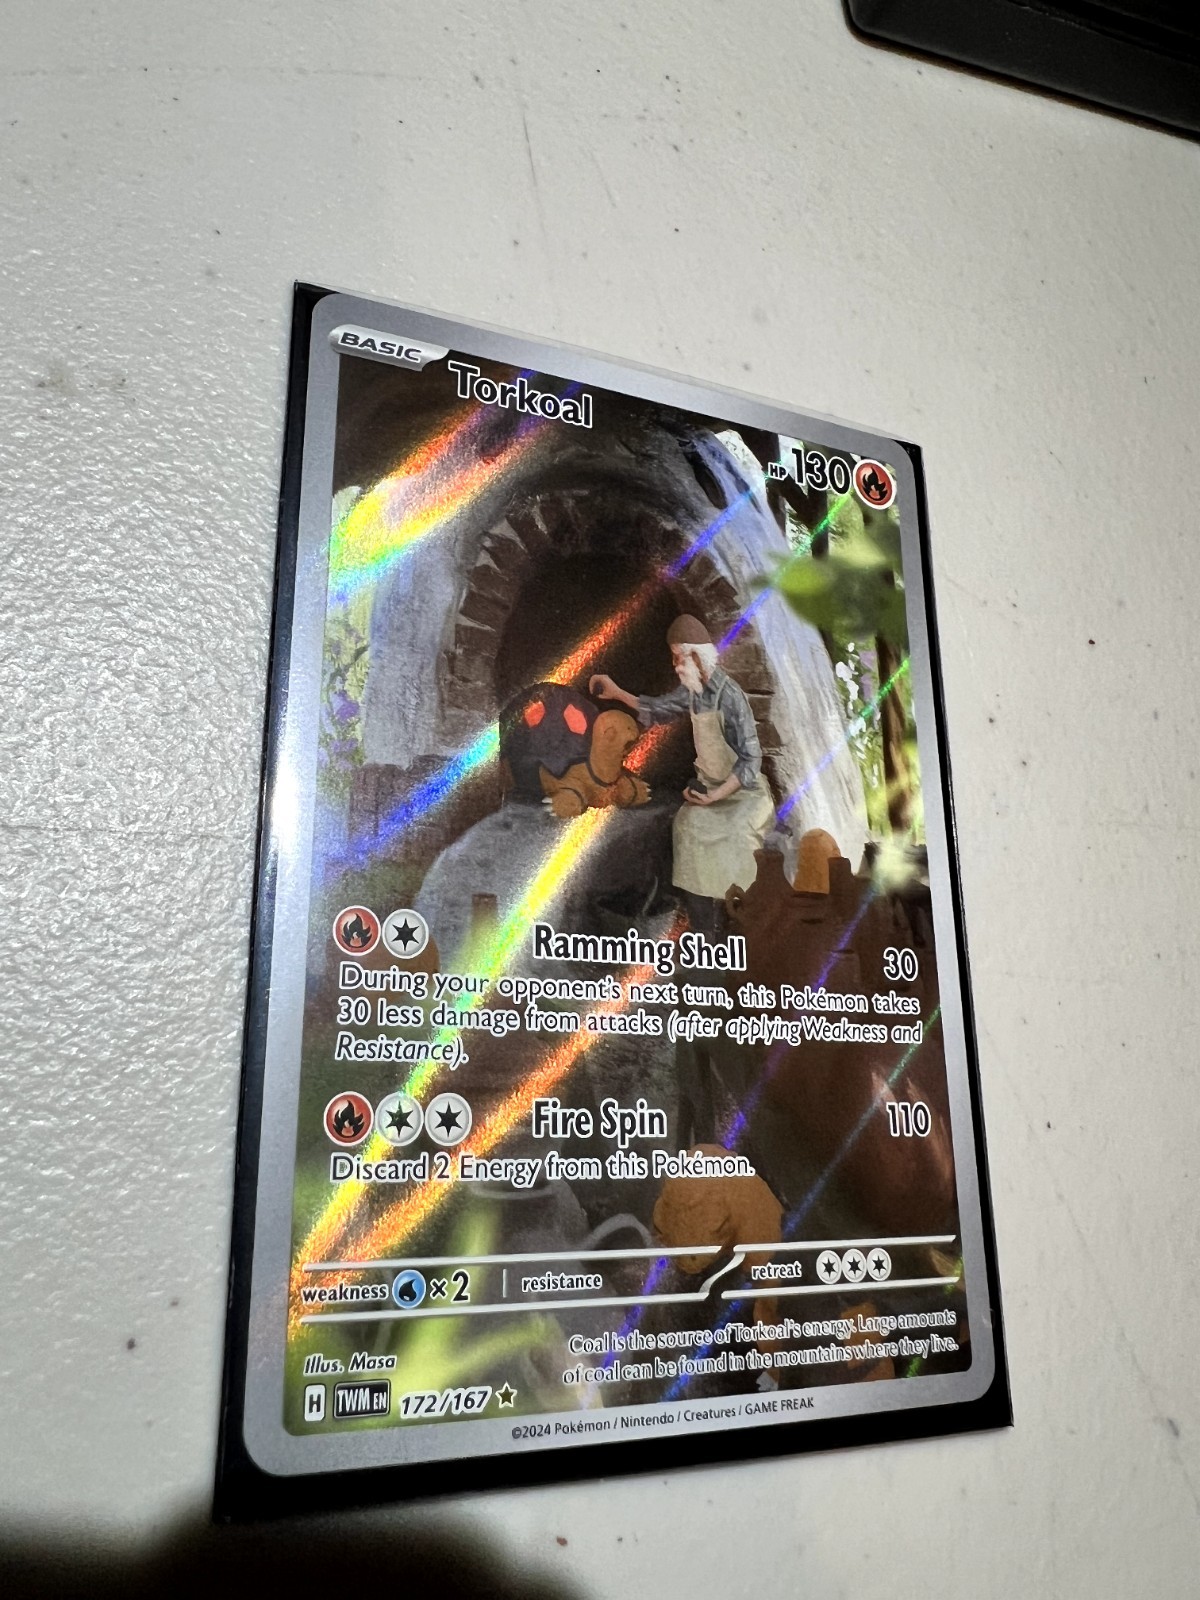 BASIC
Torkoal
HP 130
Ramming Shell 30
During your opponent's next turn, this Pokémon takes
30 less damage from attacks (after applying Weakness and
Resistance).
Fire Spin 110
Discard 2 Energy from this Pokémon.
weakness ×2 resistance retreat
Coal is the source of Torkoal's energy. Large amounts
of coal can be found in the mountains where they live.
Illus. Masa
H TWM EN 172/167 ★
©2024 Pokémon / Nintendo / Creatures / GAME FREAK